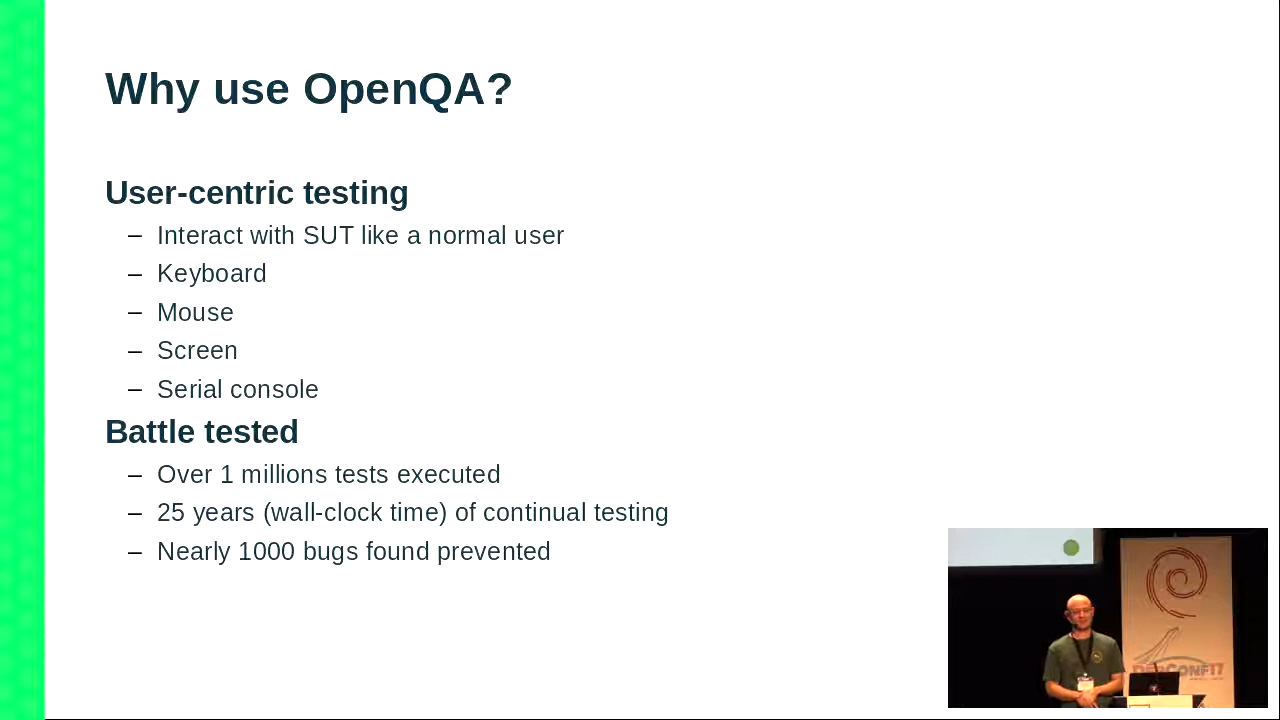 Why use OpenQA?
User-centric testing
– Interact with SUT like a normal user
– Keyboard
– Mouse
– Screen
– Serial console
Battle tested
– Over 1 millions tests executed
– 25 years (wall-clock time) of continual testing
– Nearly 1000 bugs found prevented
DEBCONF17